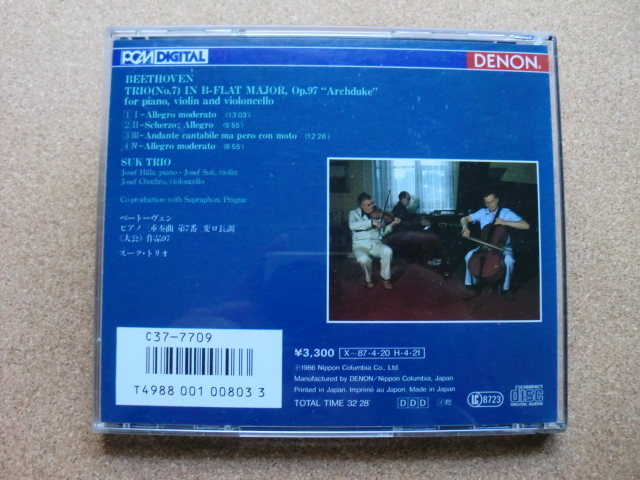 PCM DIGITAL
DENON
BEETHOVEN
TRIO(No.7) IN B-FLAT MAJOR, Op.97 "Archduke"
for piano, violin and violoncello
1 I-Allegro moderato (13 03)
2 II-Scherzo; Allegro (5 55)
3 III-Andante cantabile ma pero con moto (12 28)
4 IV-Allegro moderato (6 55)
SUK TRIO
Josef Hála, piano · Josef Suk, violin
Josef Chuchro, violoncello
Co-production with Supraphon, Prague
ベートーヴェン
ピアノ三重奏曲 第7番 変ロ長調
《大公》作品97
スーク・トリオ
C37-7709
T4988 001 00803 3
¥3,300
X-87·4·20 H·4·21
Ⓟ1986 Nippon Columbia Co., Ltd.
Manufactured by DENON/Nippon Columbia, Japan
Printed in Japan. Imprimé au Japon. Made in Japan
TOTAL TIME 32 28
DDD
LC 8723
COMPACT
disc
DIGITAL AUDIO